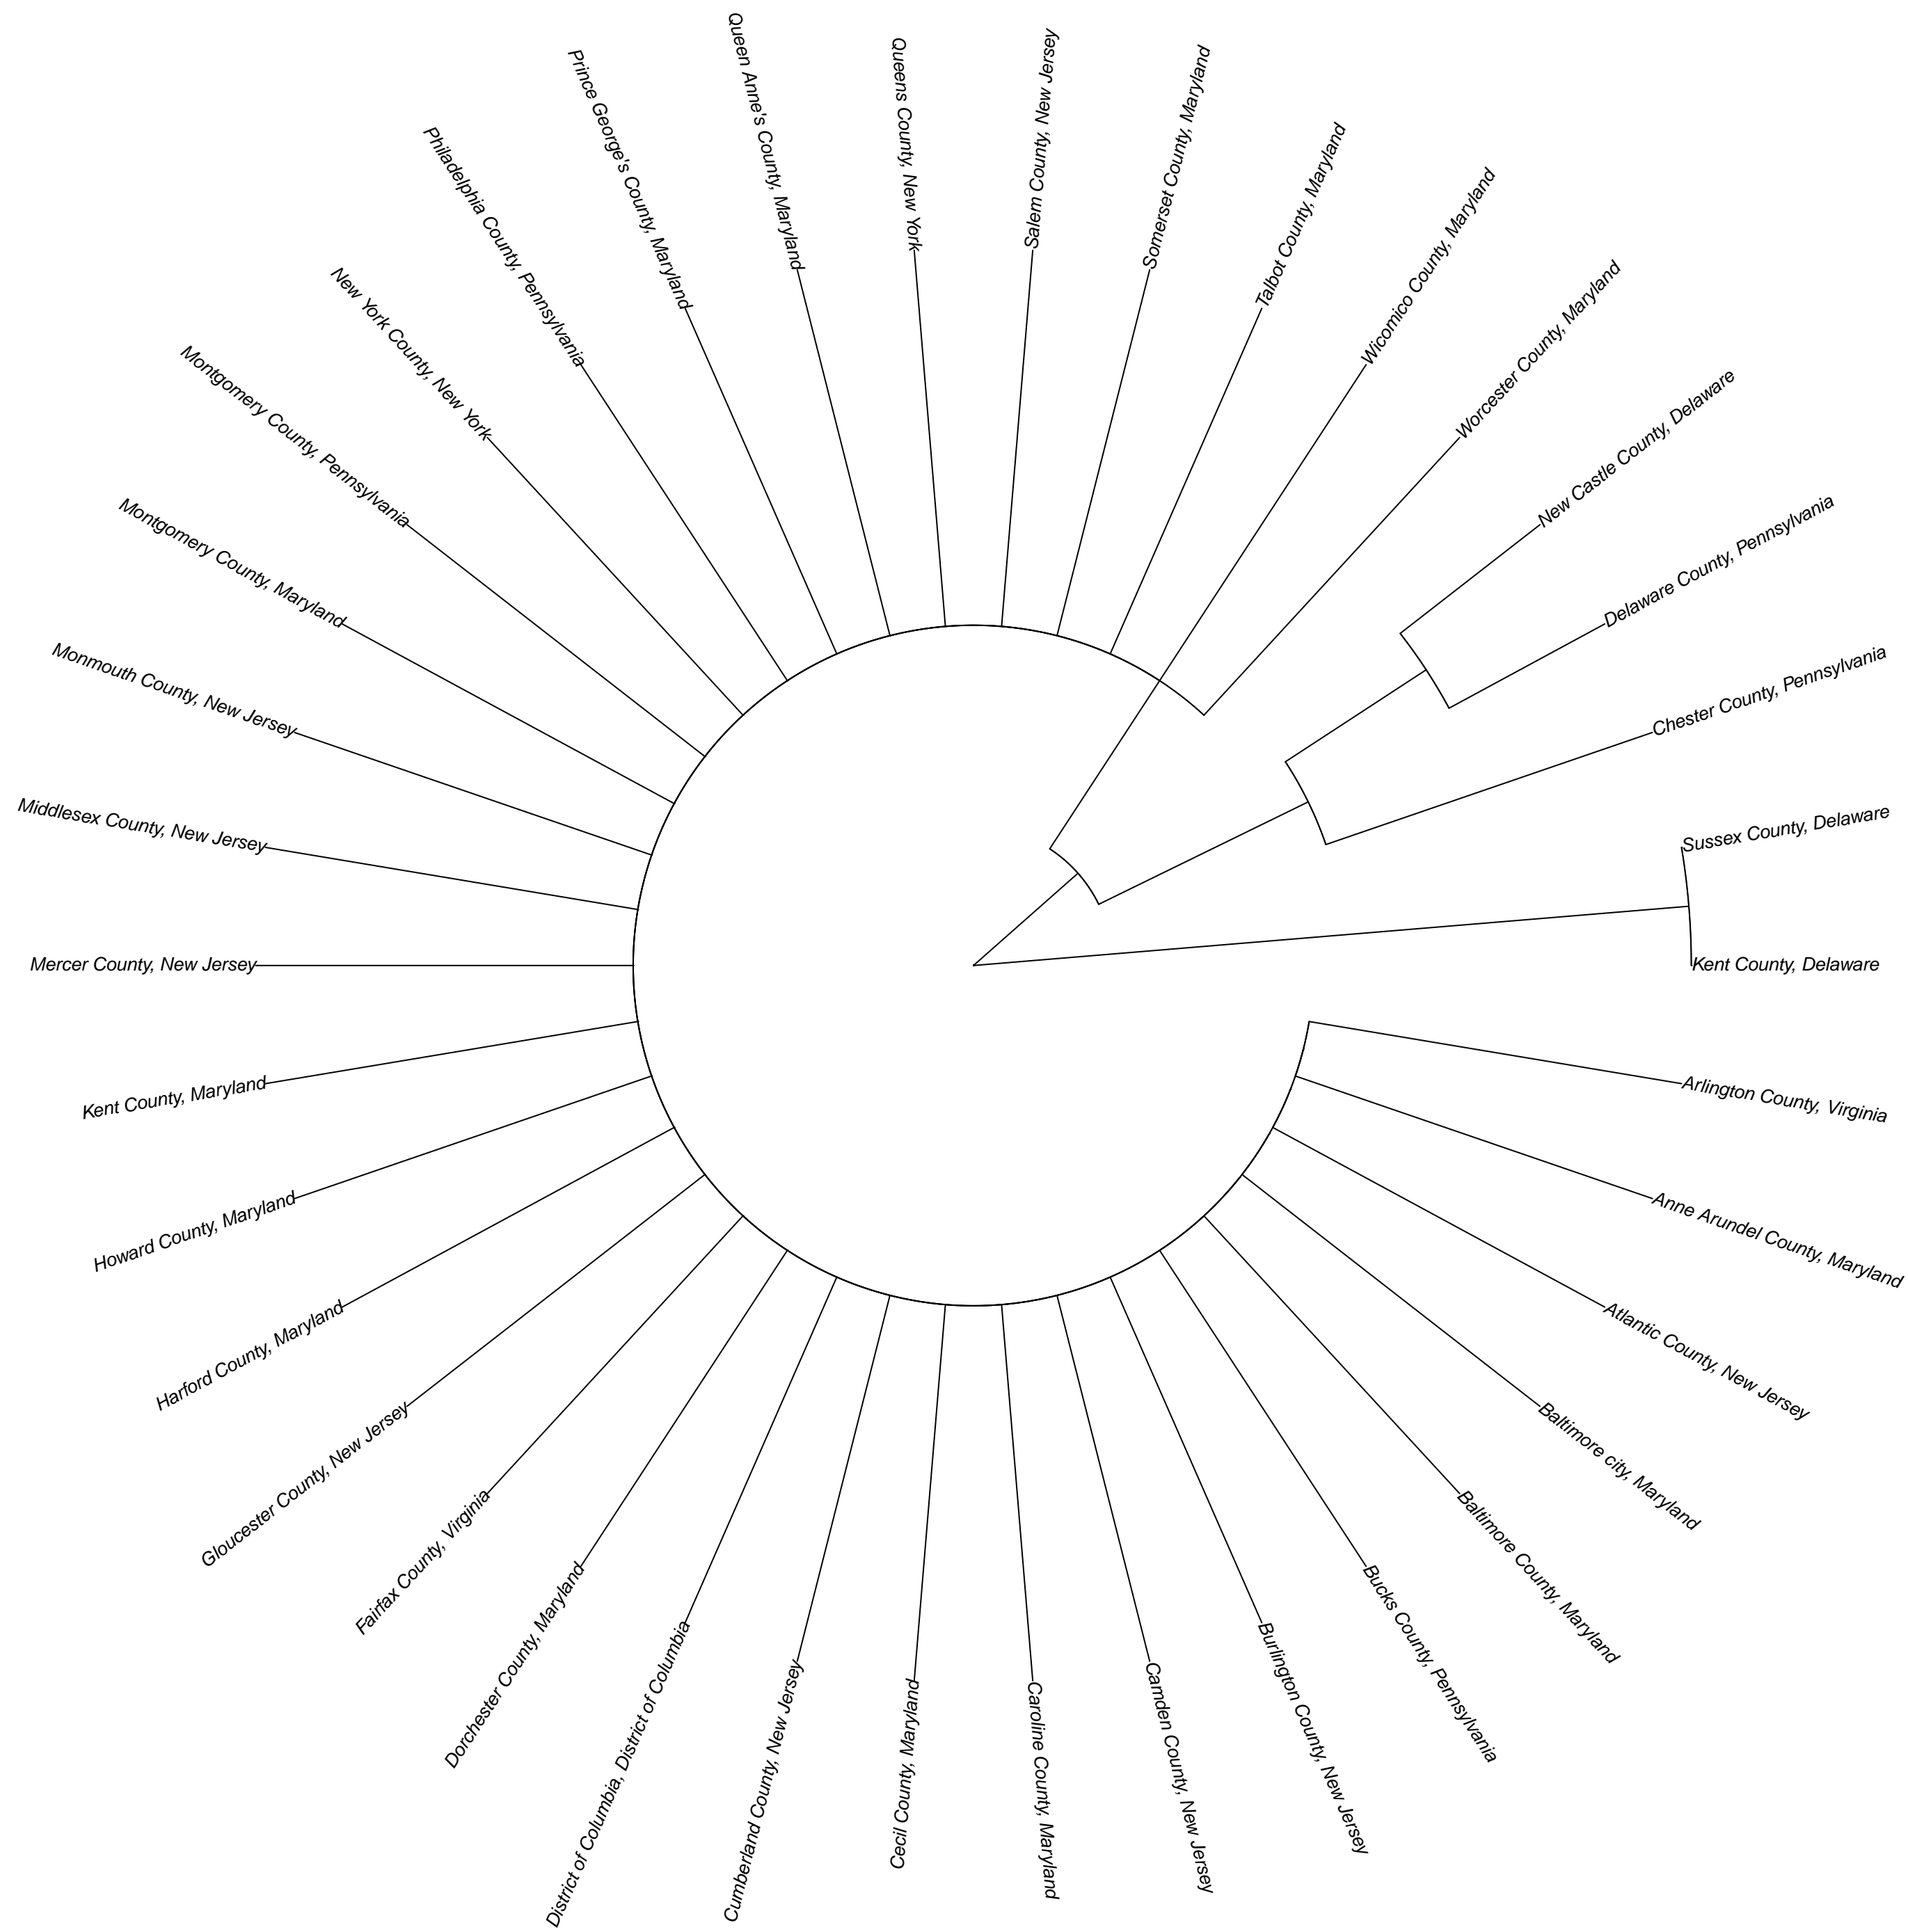 Queen Anne's County, Maryland
Queens County, New York
Salem County, New Jersey
Somerset County, Maryland
Talbot County, Maryland
Wicomico County, Maryland
Worcester County, Maryland
New Castle County, Delaware
Delaware County, Pennsylvania
Chester County, Pennsylvania
Sussex County, Delaware
Kent County, Delaware
Arlington County, Virginia
Anne Arundel County, Maryland
Atlantic County, New Jersey
Baltimore city, Maryland
Baltimore County, Maryland
Bucks County, Pennsylvania
Burlington County, New Jersey
Camden County, New Jersey
Caroline County, Maryland
Cecil County, Maryland
Cumberland County, New Jersey
District of Columbia, District of Columbia
Dorchester County, Maryland
Fairfax County, Virginia
Gloucester County, New Jersey
Harford County, Maryland
Howard County, Maryland
Kent County, Maryland
Mercer County, New Jersey
Middlesex County, New Jersey
Monmouth County, New Jersey
Montgomery County, Maryland
Montgomery County, Pennsylvania
New York County, New York
Philadelphia County, Pennsylvania
Prince George's County, Maryland